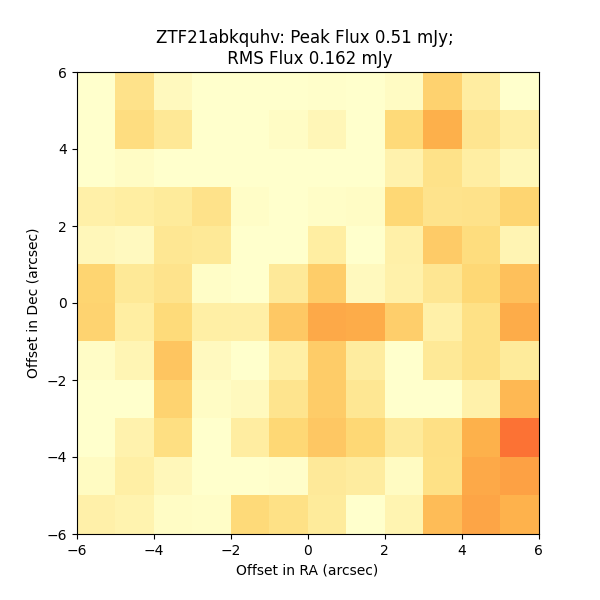 ZTF21abkquhv: Peak Flux 0.51 mJy;
RMS Flux 0.162 mJy
6
4
2
0
−2
−4
−6
Offset in Dec (arcsec)
−6 −4 −2 0 2 4 6
Offset in RA (arcsec)